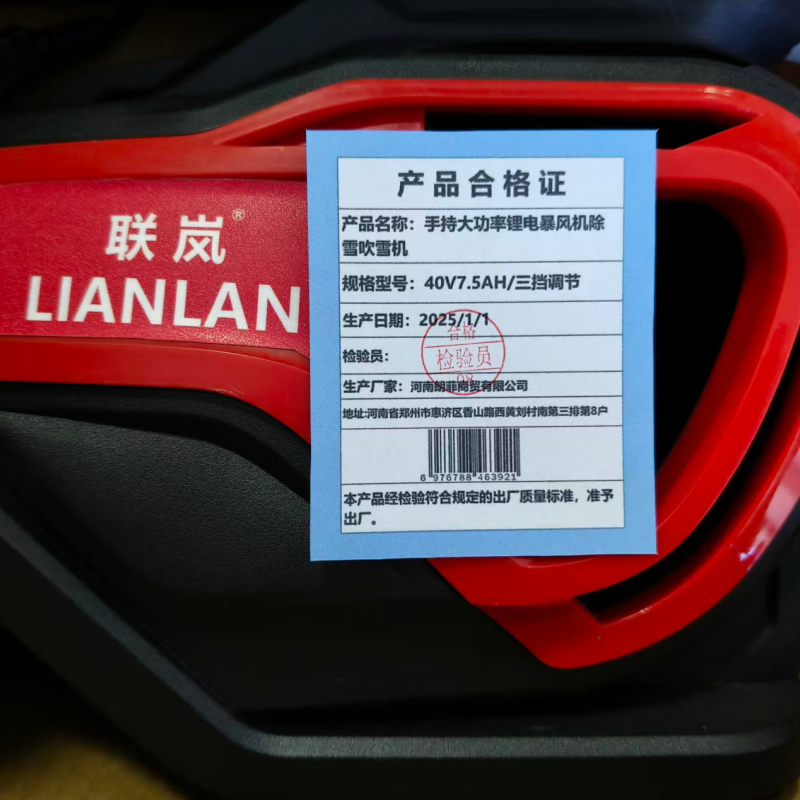 联岚®
LIANLAN
产品合格证
产品名称：手持大功率锂电暴风机除
雪吹雪机
规格型号：40V7.5AH/三挡调节
生产日期：2025/1/1
检验员：
合格
检验员
08
生产厂家：河南朗菲商贸有限公司
地址:河南省郑州市惠济区香山路西黄刘村南第三排第8户
6 976788 463921
本产品经检验符合规定的出厂质量标准，准予
出厂。